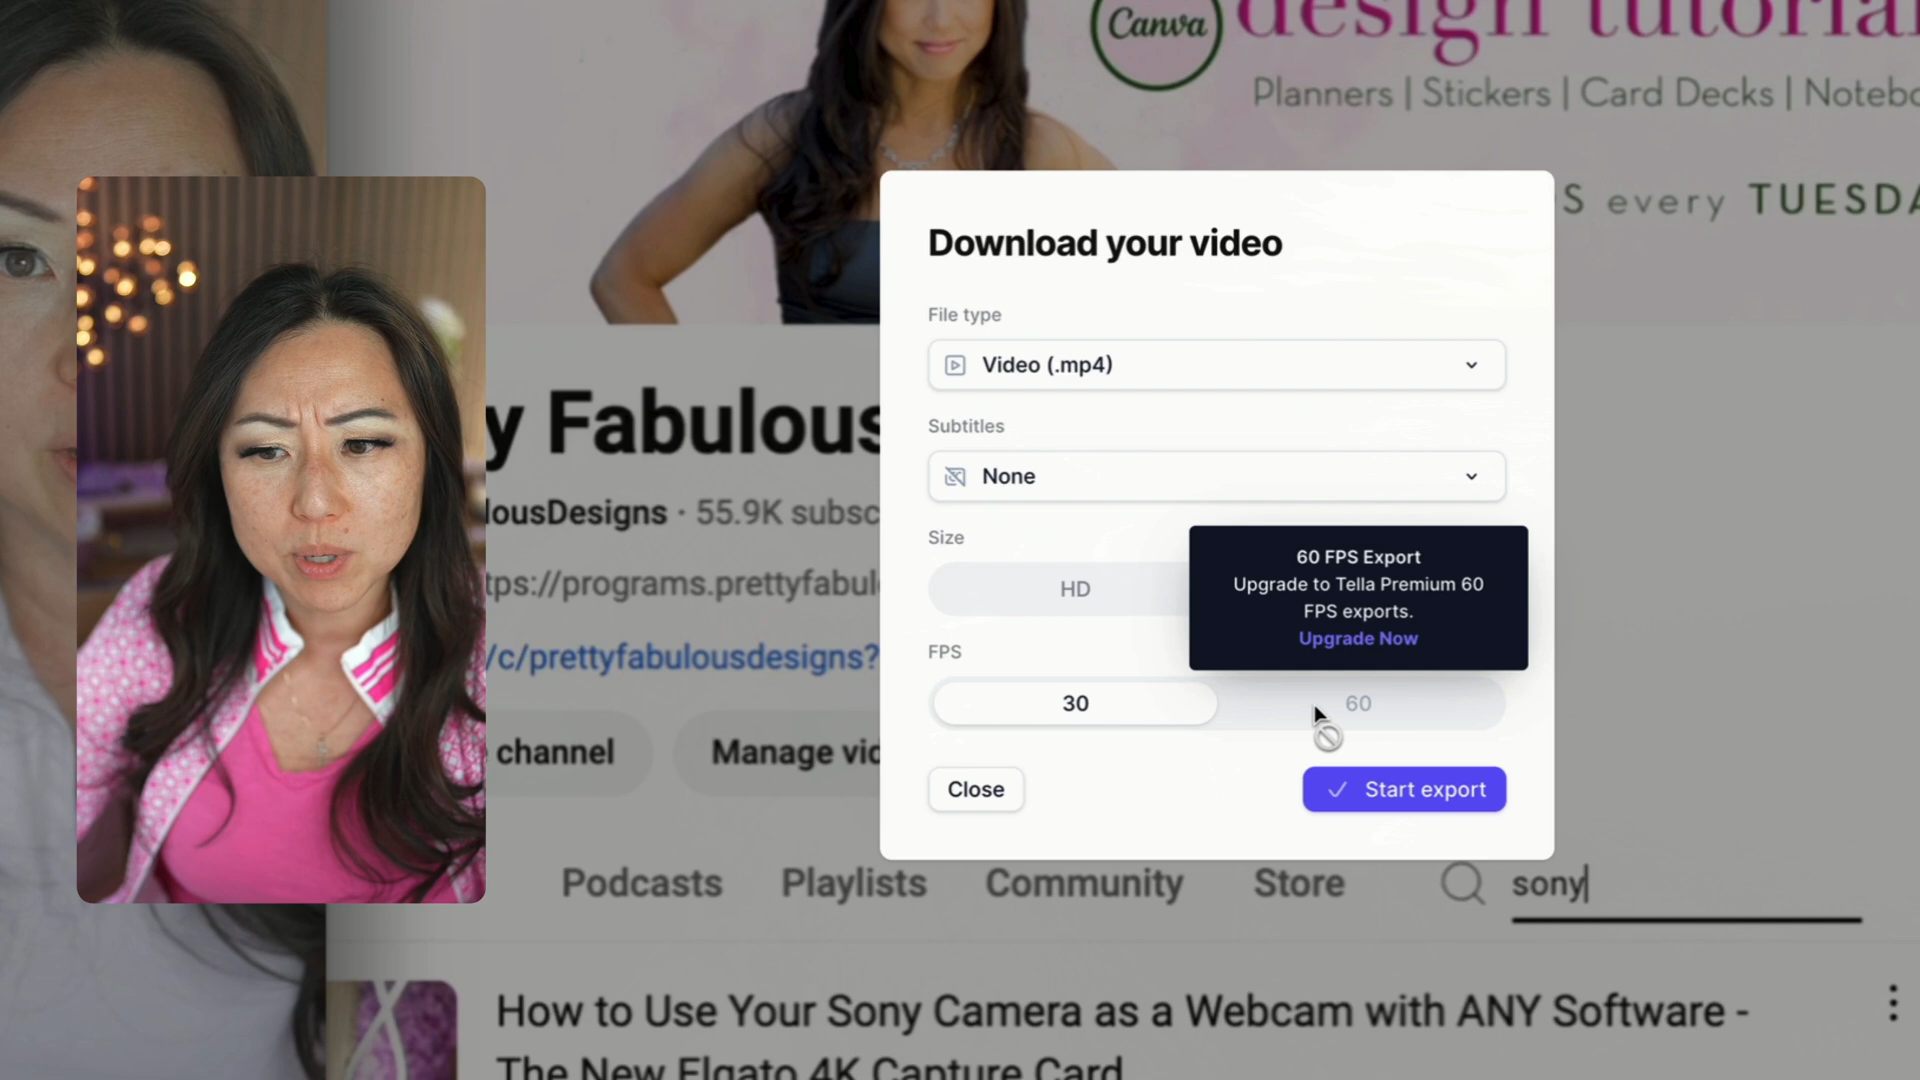 Canva
design tutorial
Planners | Stickers | Card Decks | Notebo
S every TUESDA
Download your video
File type
Video (.mp4)
Subtitles
None
Size
HD
60 FPS Export
Upgrade to Tella Premium 60
FPS exports.
Upgrade Now
FPS
30
60
Close
Start export
y Fabulous
lousDesigns · 55.9K subsc
tps://programs.prettyfabul
/c/prettyfabulousdesigns?
channel
Manage vid
Podcasts
Playlists
Community
Store
sony
How to Use Your Sony Camera as a Webcam with ANY Software -
The New Elgato 4K Capture Card